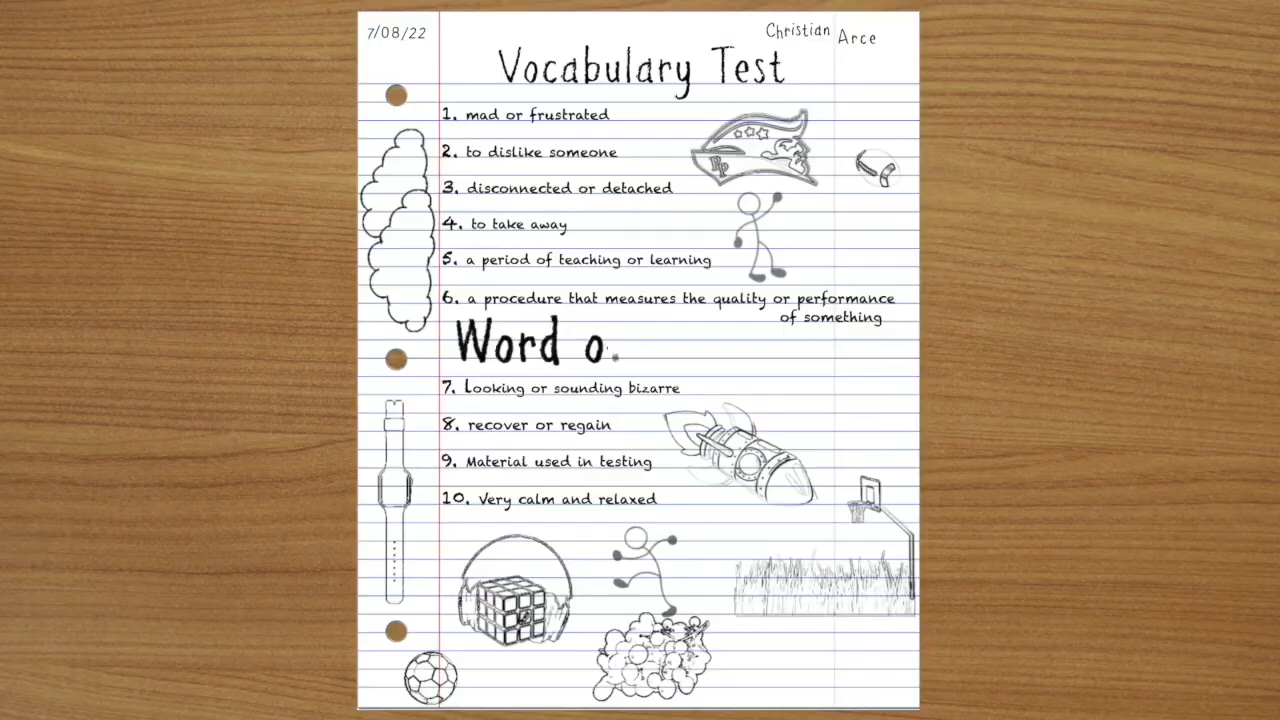 7/08/22
Christian Arce
Vocabulary Test
1. mad or frustrated
2. to dislike someone
3. disconnected or detached
4. to take away
5. a period of teaching or learning
6. a procedure that measures the quality or performance
of something
Word o
7. Looking or sounding bizarre
8. recover or regain
9. Material used in testing
10. Very calm and relaxed
PP